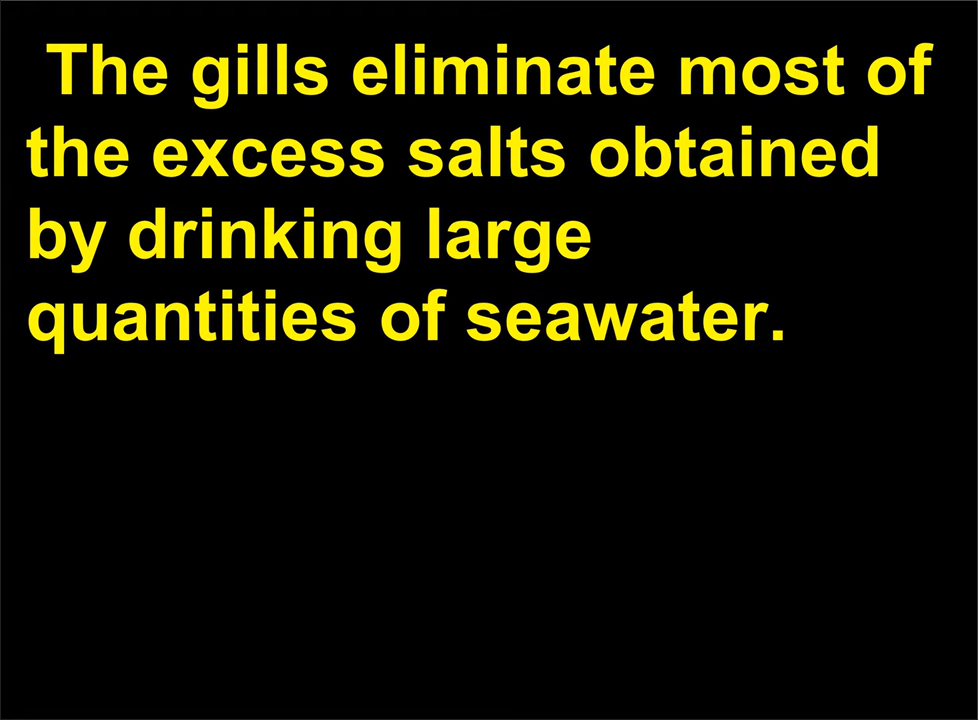 The gills eliminate most of
the excess salts obtained
by drinking large
quantities of seawater.